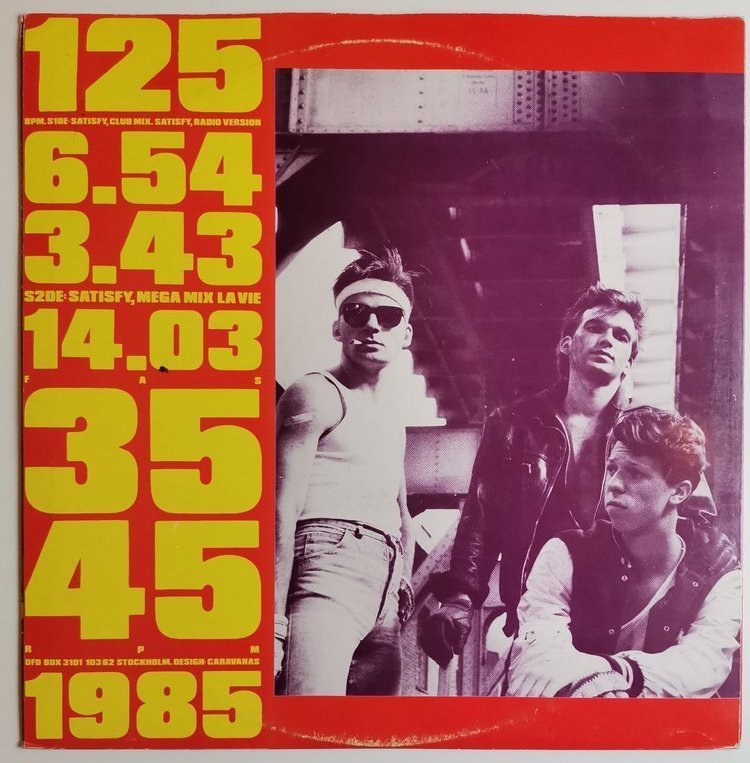 125
BPM. S1DE: SATISFY, CLUB MIX. SATISFY, RADIO VERSION
6.54
3.43
S2DE: SATISFY, MEGA MIX LA VIE
14.03
F A S
35
45
R P M
UFO BOX 3101 103 62 STOCKHOLM. DESIGN: CARAVANAS
1985